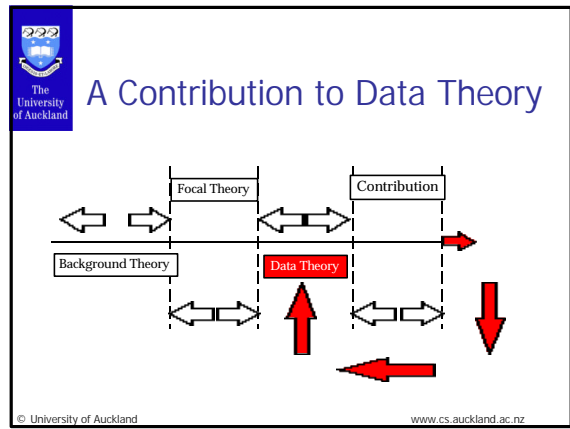 The
University
of Auckland
A Contribution to Data Theory
Focal Theory
Contribution
Background Theory
Data Theory
© University of Auckland
www.cs.auckland.ac.nz